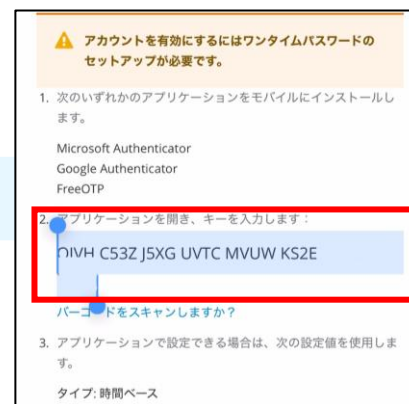 アカウントを有効にするにはワンタイムパスワードの
セットアップが必要です。
1. 次のいずれかのアプリケーションをモバイルにインストールし
ます。
Microsoft Authenticator
Google Authenticator
FreeOTP
2. アプリケーションを開き、キーを入力します：
C53Z J5XG UVTC MVUW KS2E
バーコードをスキャンしますか？
3. アプリケーションで設定できる場合は、次の設定値を使用しま
す。
タイプ: 時間ベース